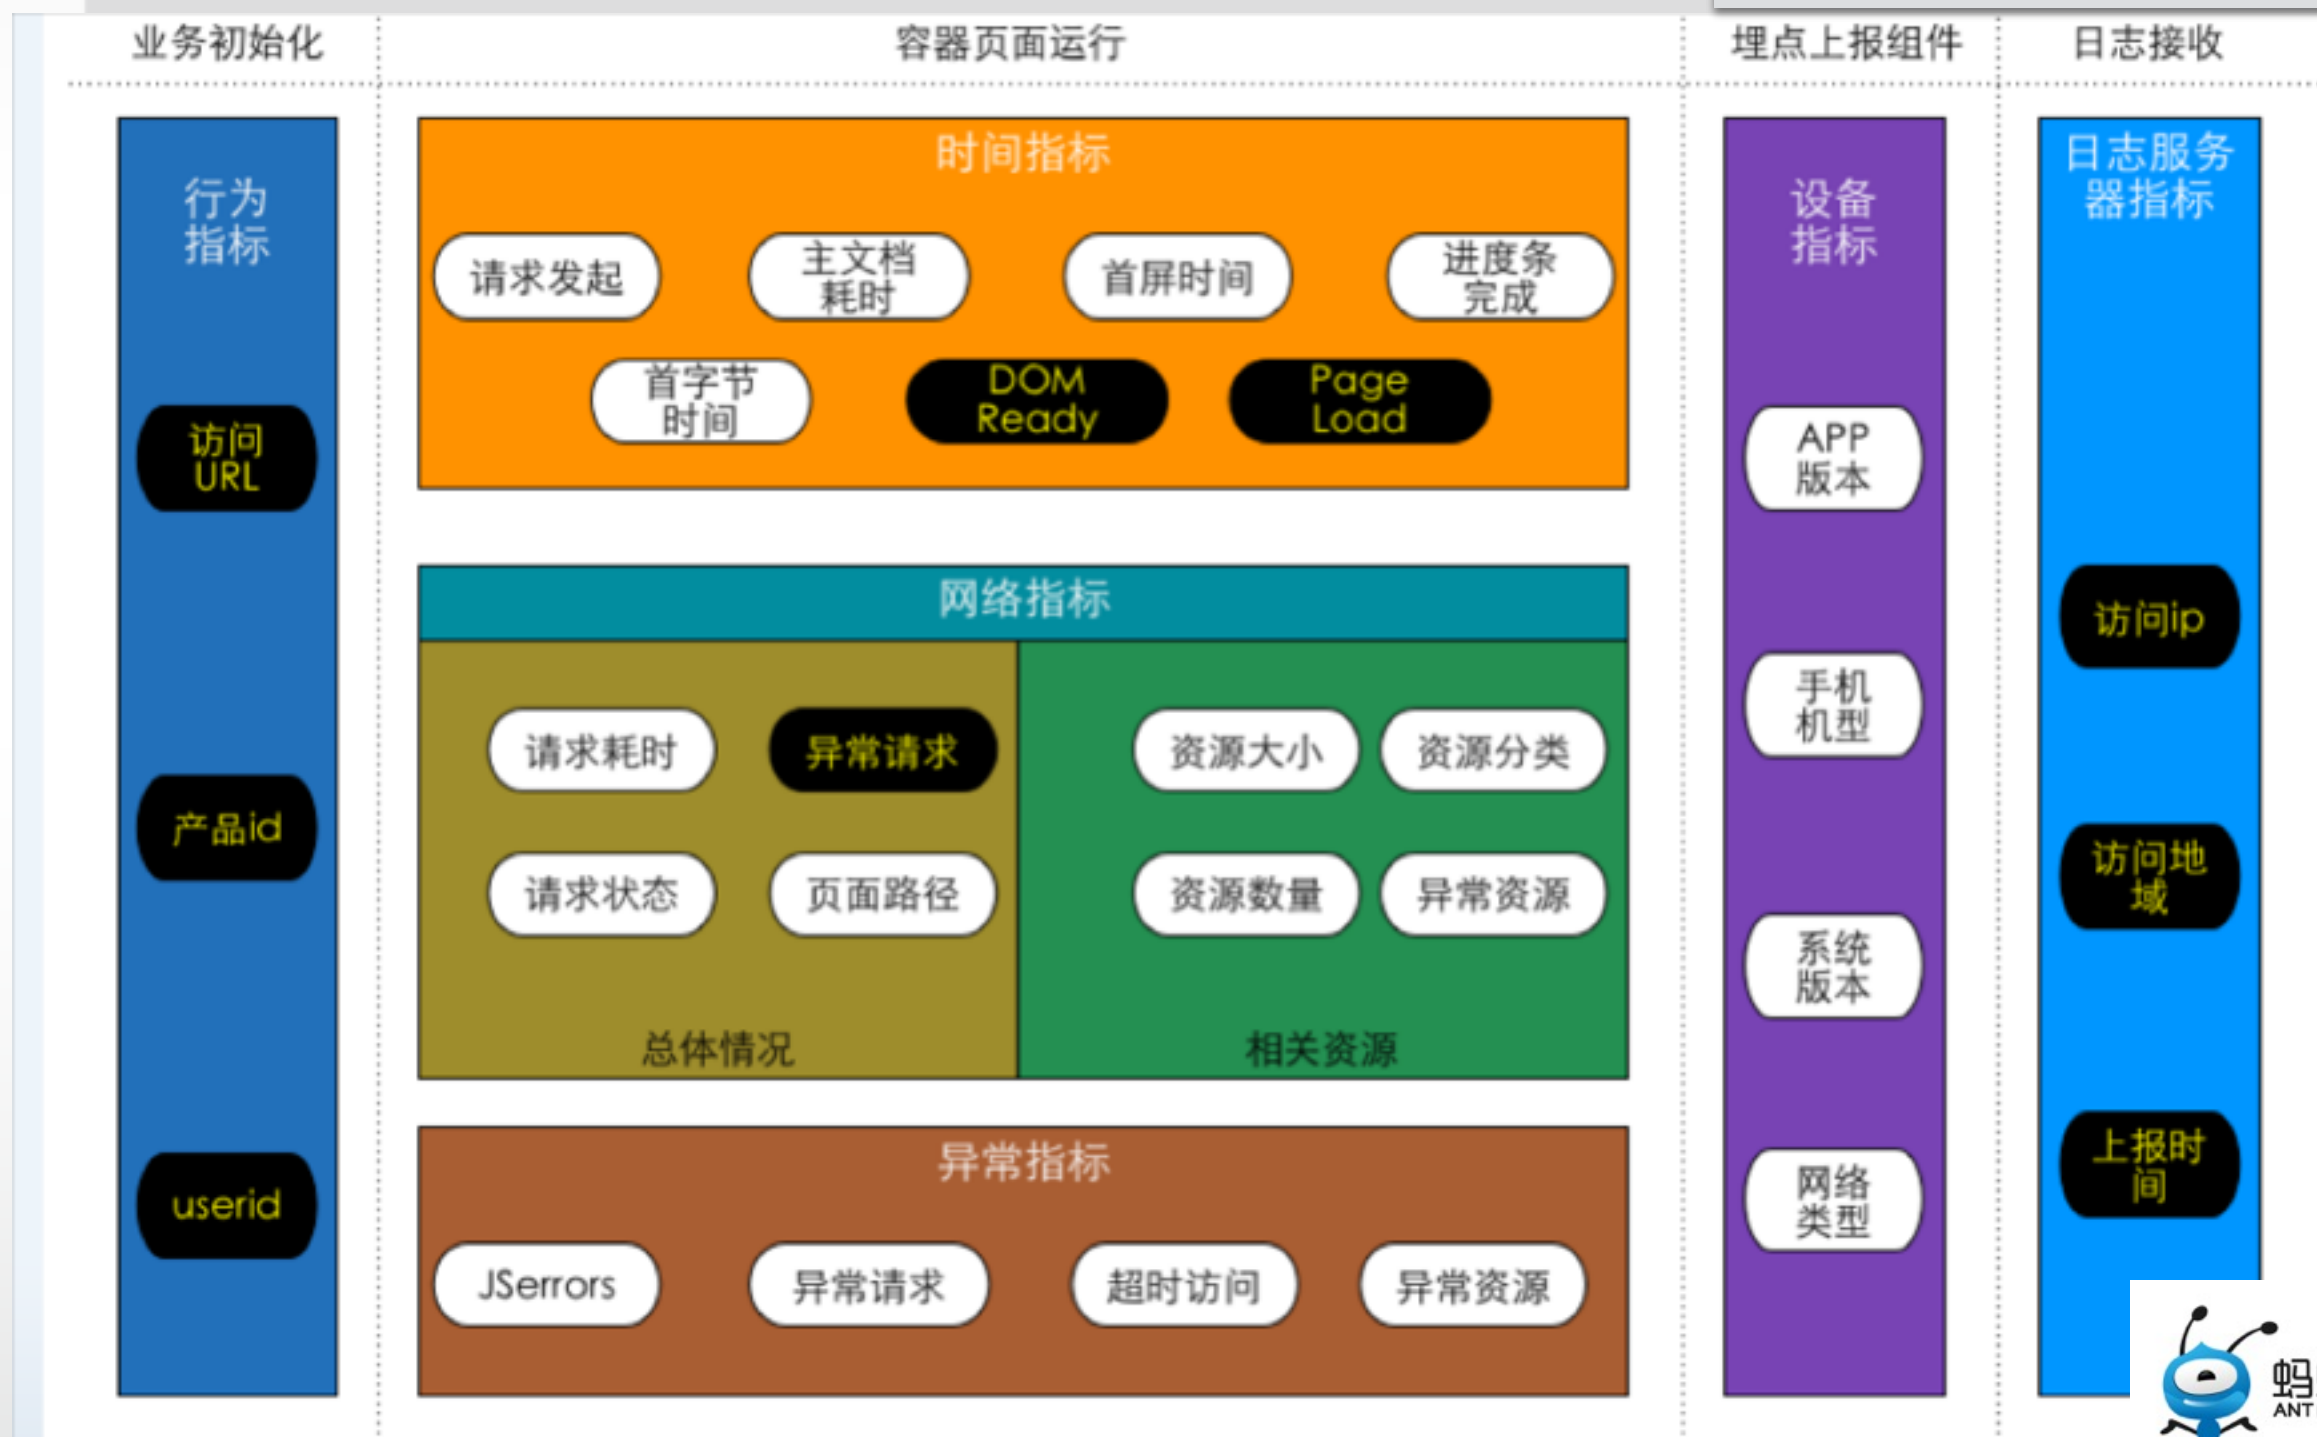 业务初始化
容器页面运行
埋点上报组件
日志接收
行为
指标
访问
URL
产品id
userid
时间指标
请求发起
主文档
耗时
首屏时间
进度条
完成
首字节
时间
DOM
Ready
Page
Load
网络指标
请求耗时
异常请求
请求状态
页面路径
总体情况
资源大小
资源分类
资源数量
异常资源
相关资源
异常指标
JSerrors
异常请求
超时访问
异常资源
设备
指标
APP
版本
手机
机型
系统
版本
网络
类型
日志服务
器指标
访问ip
访问地
域
上报时
间
蚂
ANT